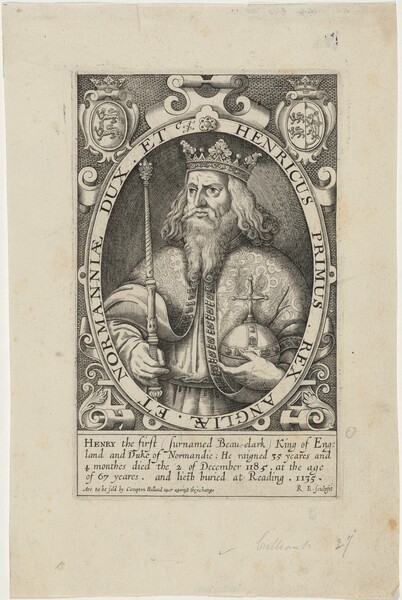 HENRICUS PRIMUS . REX ANGLIÆ . ET NORMANNIÆ DUX . ET
HENRY the first, surnamed Beau-clark, King of Eng:
land and Duke of Normandie: He raigned 35 yeares and
4 monthes died the 2 of December 1185. at the age
of 67 yeares. and lieth buried at Reading. 1135.
Are to be sold by Compton Holland over against the xchange
R. E. sculpsit
27